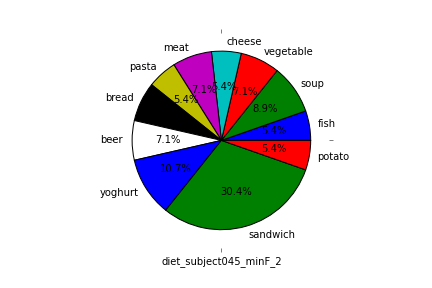 cheese
meat
vegetable
pasta
soup
5.4%
7.1%
7.1%
bread
5.4%
8.9%
fish
5.4%
beer
7.1%
5.4%
potato
10.7%
yoghurt
30.4%
sandwich
diet_subject045_minF_2